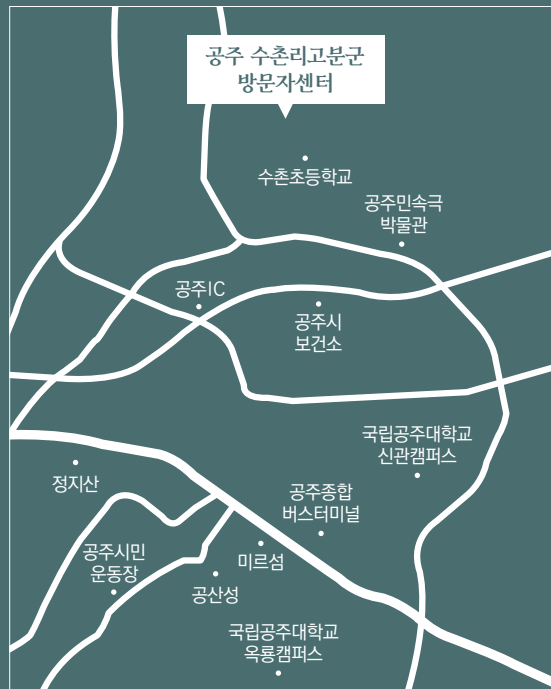 공주 수촌리고분군
방문자센터
수촌초등학교
공주민속극
박물관
공주IC
공주시
보건소
국립공주대학교
신관캠퍼스
정지산
공주종합
버스터미널
공주시민
운동장
미르섬
공산성
국립공주대학교
옥룡캠퍼스